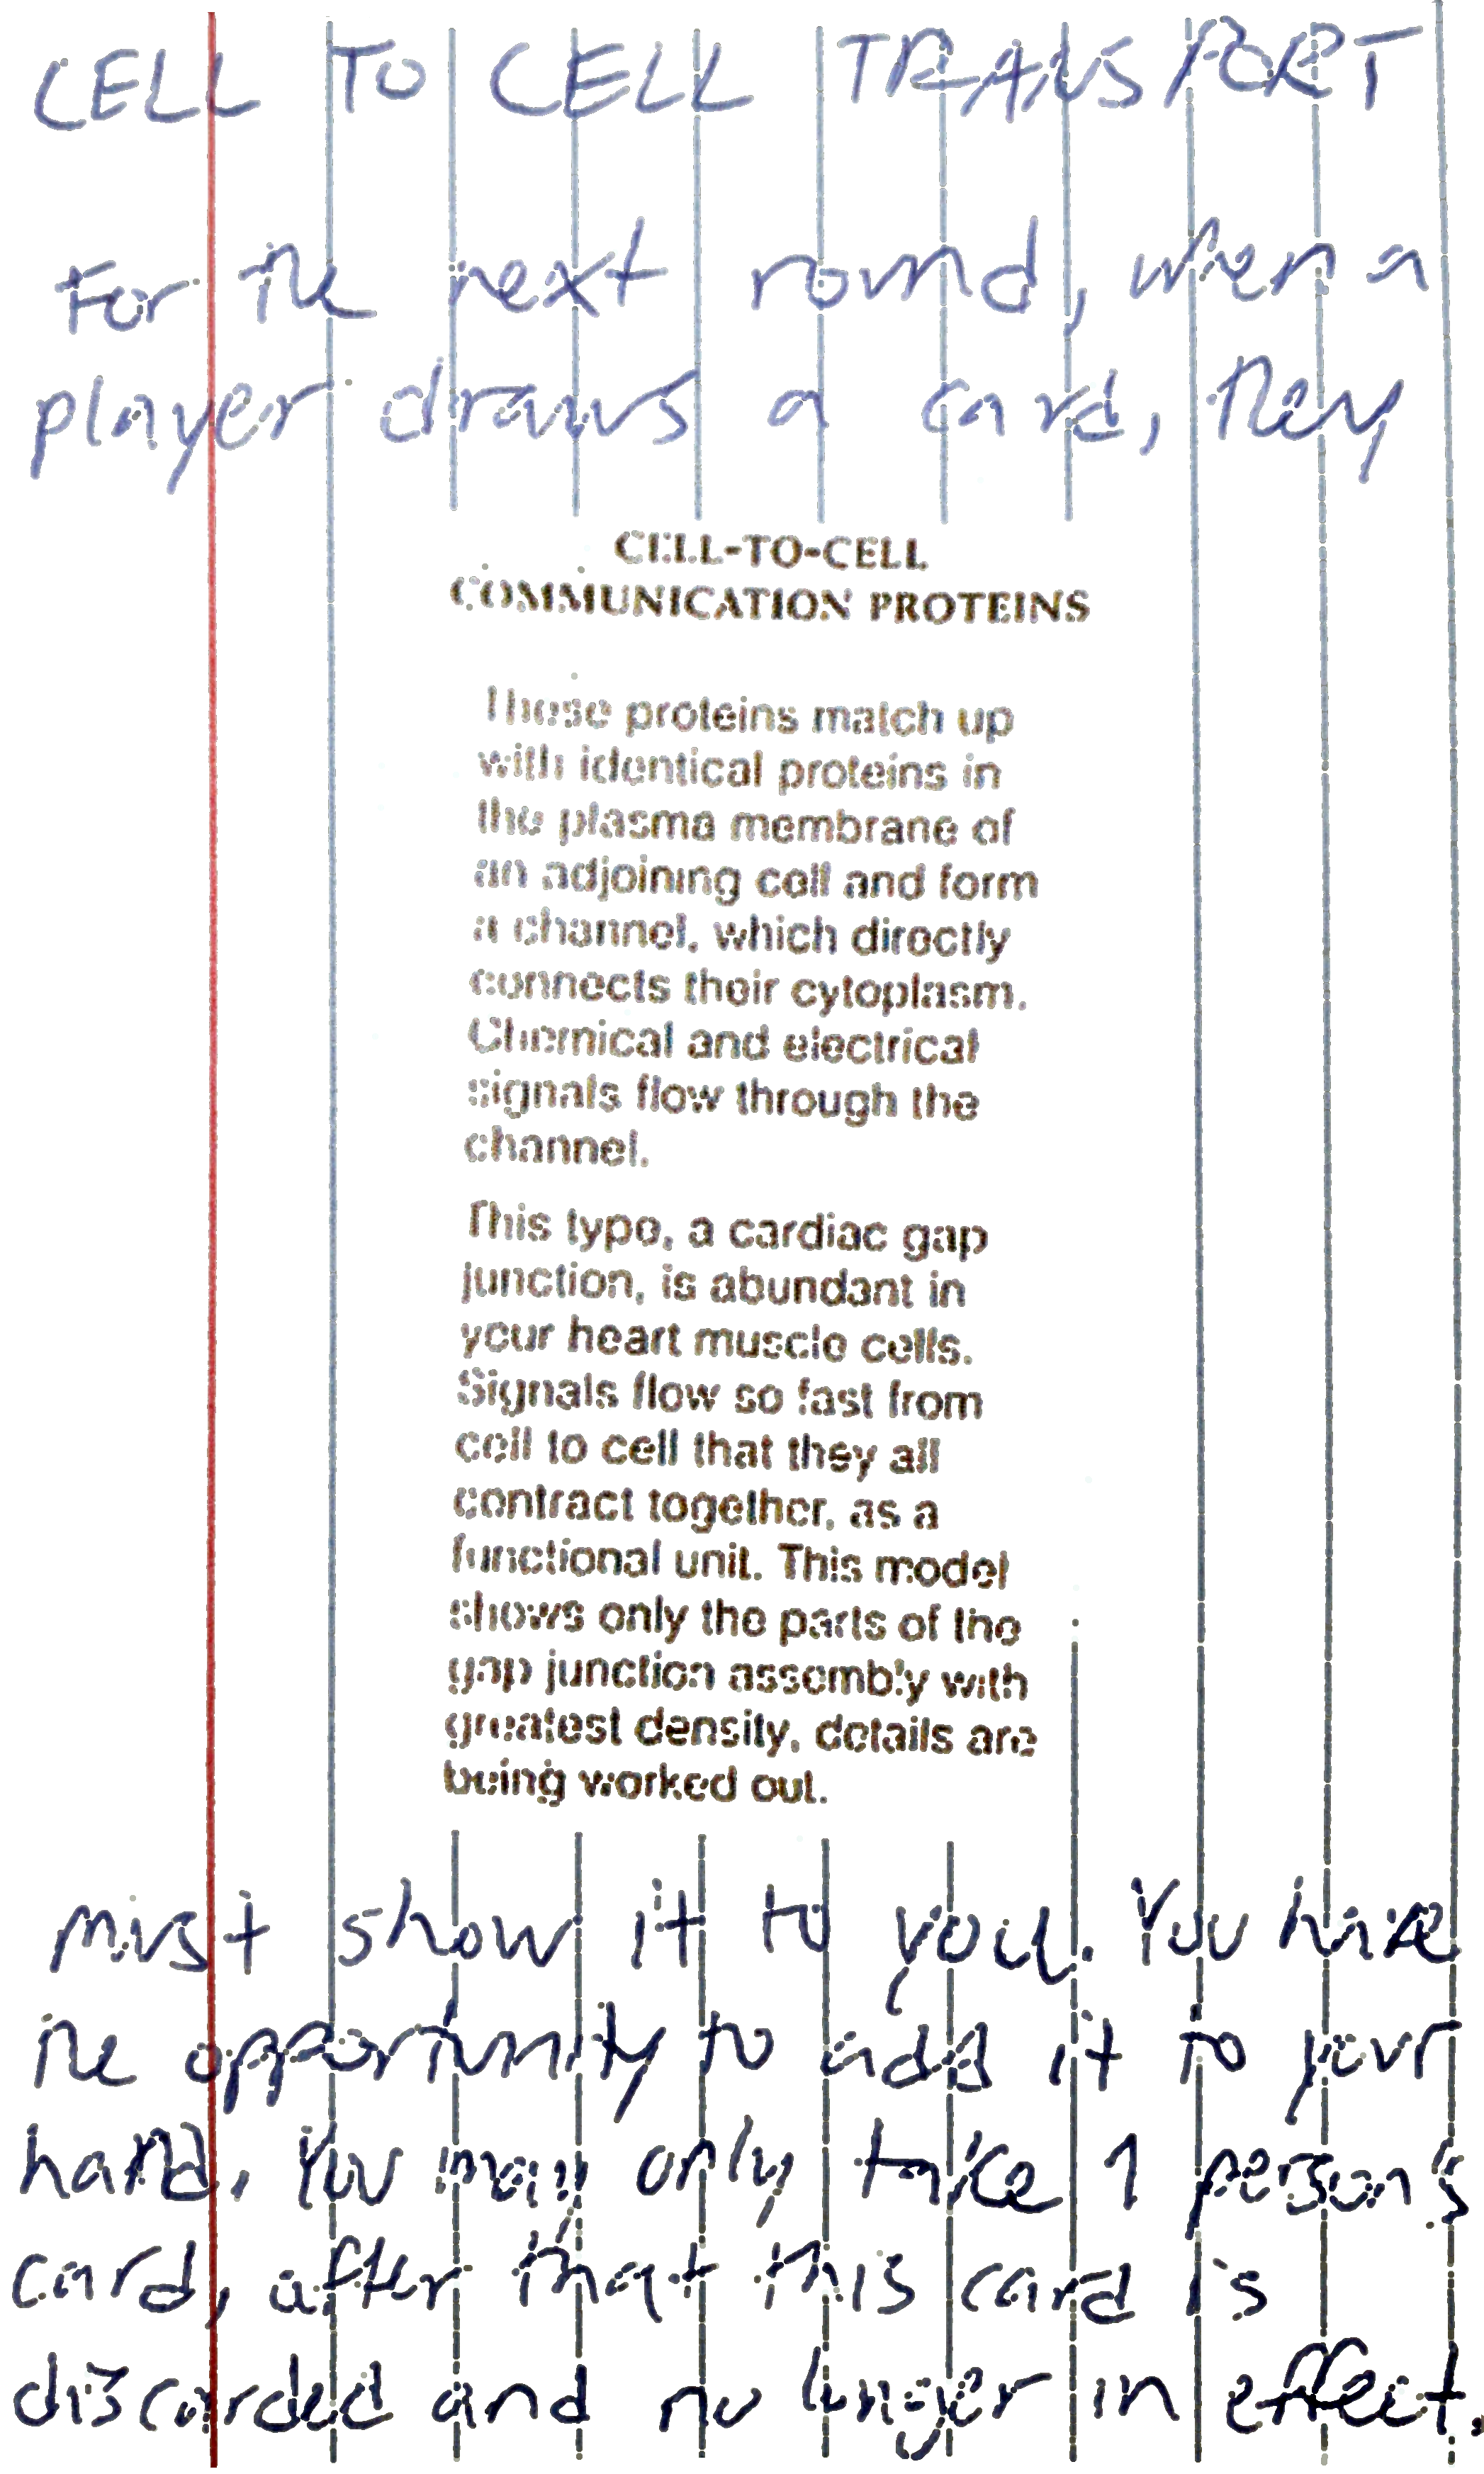 CELL TO CELL TRANSPORT
For the next round, when a
player draws a card, they
CELL-TO-CELL
COMMUNICATION PROTEINS
These proteins match up
with identical proteins in
the plasma membrane of
an adjoining cell and form
a channel, which directly
connects their cytoplasm.
Chemical and electrical
signals flow through the
channel.
This type, a cardiac gap
junction, is abundant in
your heart muscle cells.
Signals flow so fast from
cell to cell that they all
contract together, as a
functional unit. This model
shows only the parts of the
gap junction assembly with
greatest density, details are
being worked out.
must show it to you. You have
the opportunity to add it to your
hand, You may only take 1 person's
card, after that this card is
discarded and no longer in effect.